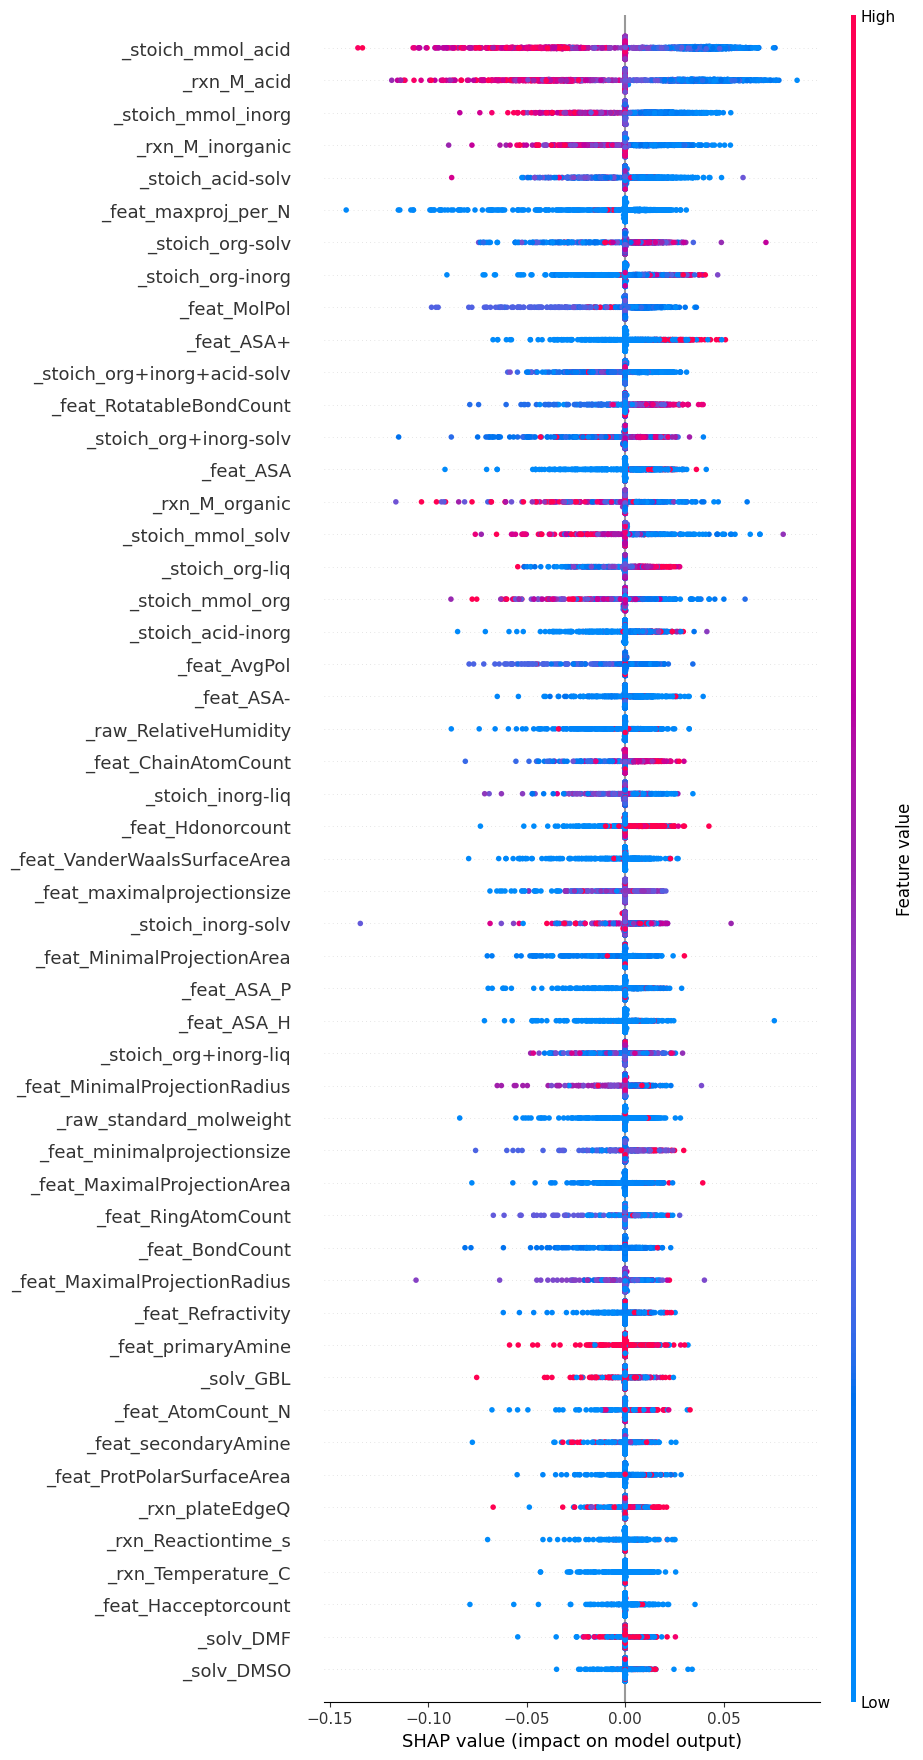 High
_stoich_mmol_acid
_rxn_M_acid
_stoich_mmol_inorg
_rxn_M_inorganic
_stoich_acid-solv
_feat_maxproj_per_N
_stoich_org-solv
_stoich_org-inorg
_feat_MolPol
_feat_ASA+
_stoich_org+inorg+acid-solv
_feat_RotatableBondCount
_stoich_org+inorg-solv
_feat_ASA
_rxn_M_organic
_stoich_mmol_solv
_stoich_org-liq
_stoich_mmol_org
_stoich_acid-inorg
_feat_AvgPol
_feat_ASA-
_raw_RelativeHumidity
_feat_ChainAtomCount
_stoich_inorg-liq
_feat_Hdonorcount
_feat_VanderWaalsSurfaceArea
_feat_maximalprojectionsize
_stoich_inorg-solv
_feat_MinimalProjectionArea
_feat_ASA_P
_feat_ASA_H
_stoich_org+inorg-liq
_feat_MinimalProjectionRadius
_raw_standard_molweight
_feat_minimalprojectionsize
_feat_MaximalProjectionArea
_feat_RingAtomCount
_feat_BondCount
_feat_MaximalProjectionRadius
_feat_Refractivity
_feat_primaryAmine
_solv_GBL
_feat_AtomCount_N
_feat_secondaryAmine
_feat_ProtPolarSurfaceArea
_rxn_plateEdgeQ
_rxn_Reactiontime_s
_rxn_Temperature_C
_feat_Hacceptorcount
_solv_DMF
_solv_DMSO
Feature value
Low
−0.15 −0.10 −0.05 0.00 0.05
SHAP value (impact on model output)